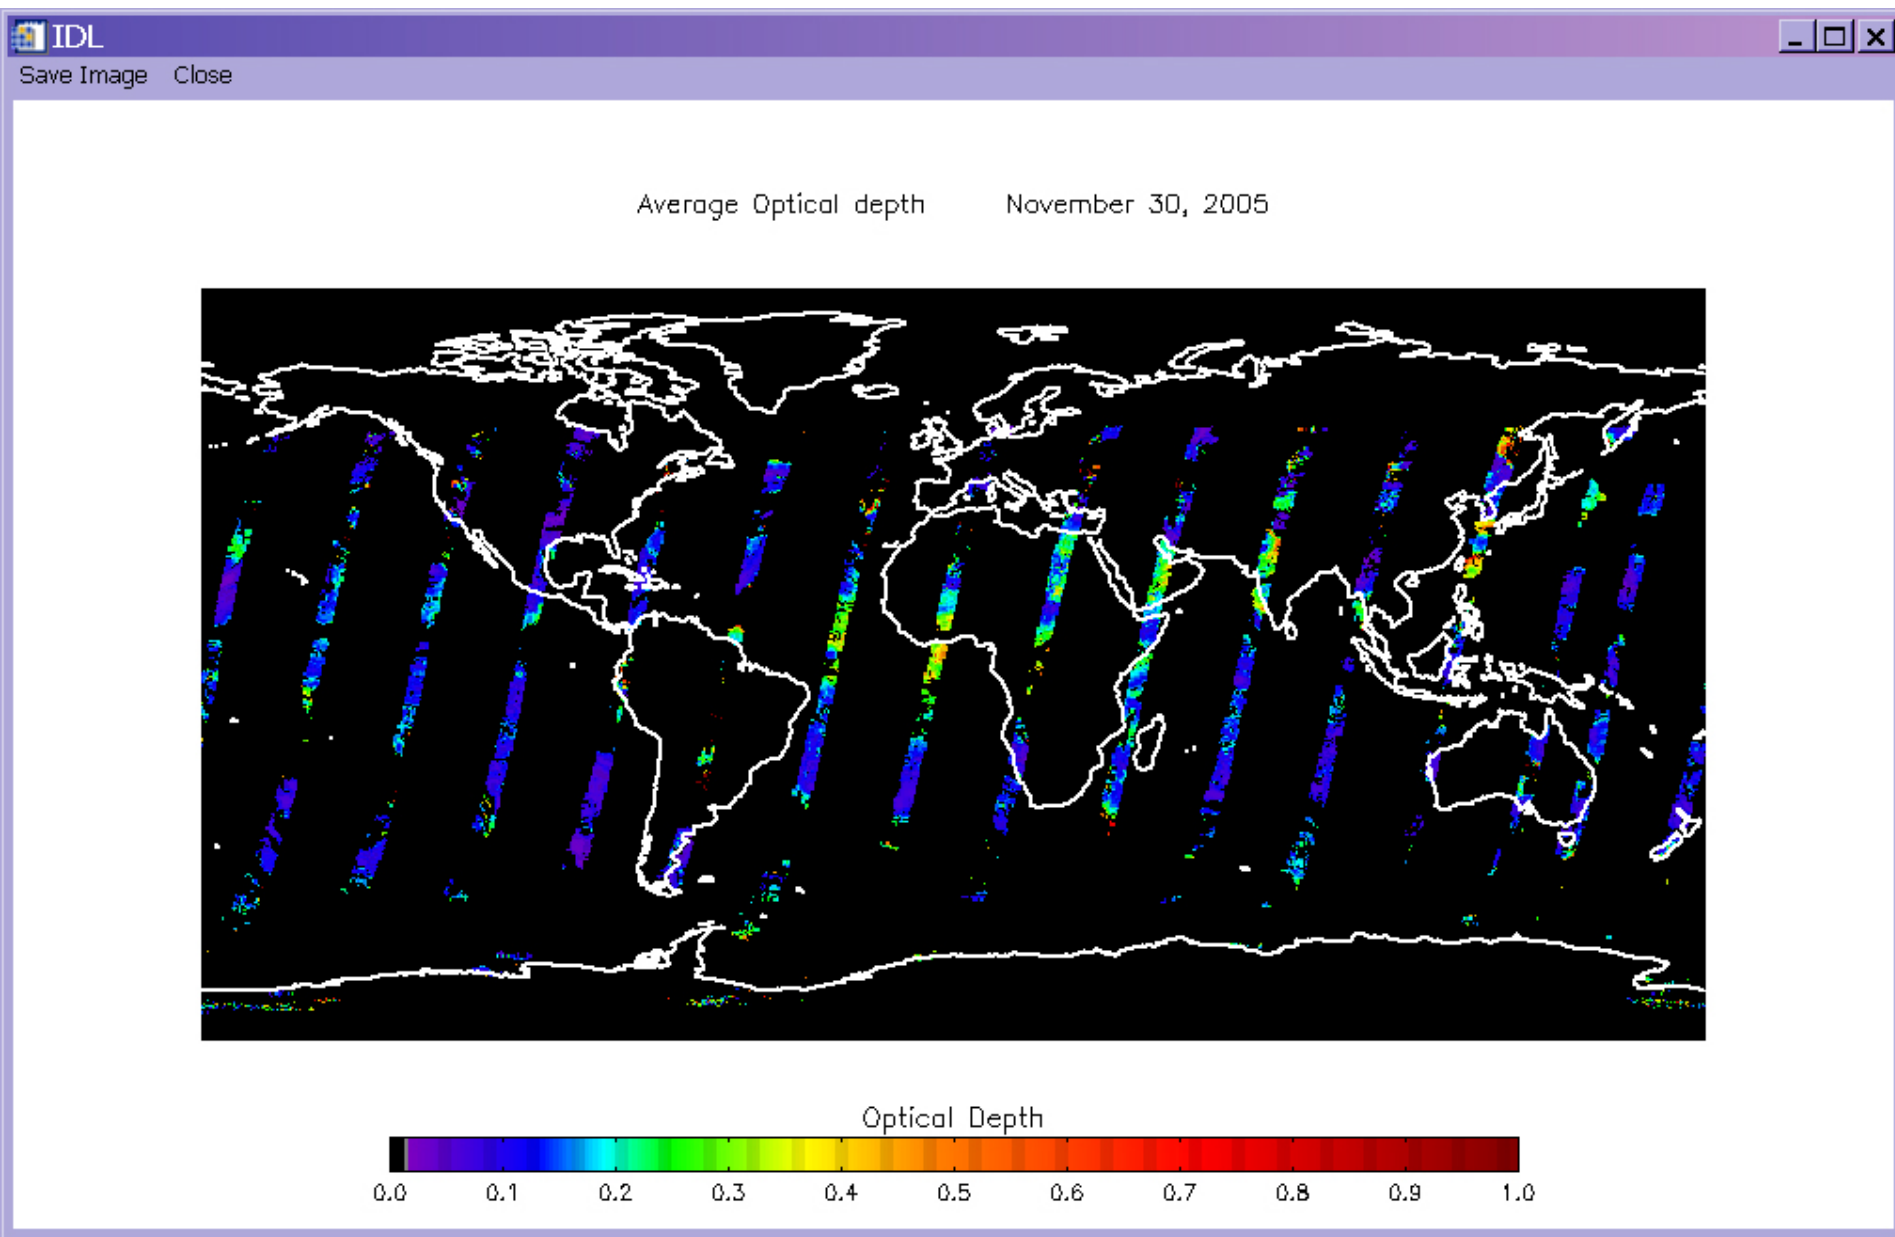 IDL
Save Image Close
Average Optical depth November 30, 2005
Optical Depth
0.0 0.1 0.2 0.3 0.4 0.5 0.6 0.7 0.8 0.9 1.0